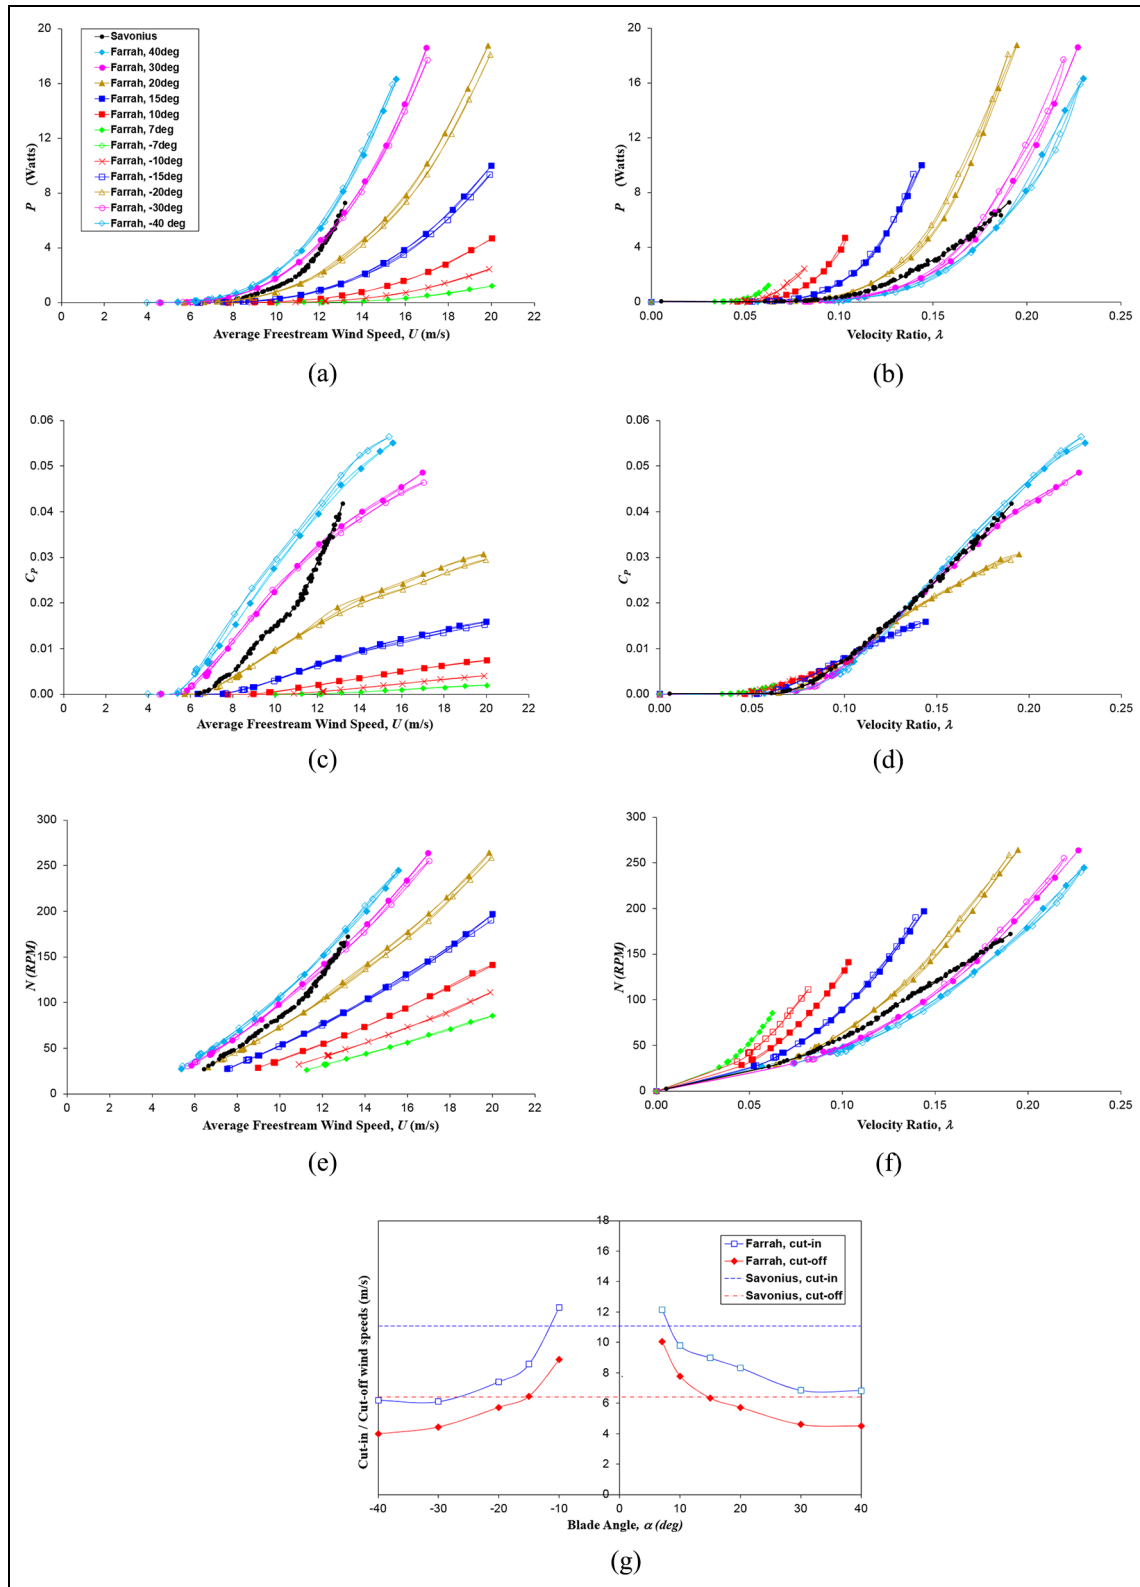 20
16
12
8
4
0
P (Watts)
Savonius
Farrah, 40deg
Farrah, 30deg
Farrah, 20deg
Farrah, 15deg
Farrah, 10deg
Farrah, 7deg
Farrah, -7deg
Farrah, -10deg
Farrah, -15deg
Farrah, -20deg
Farrah, -30deg
Farrah, -40 deg
0 2 4 6 8 10 12 14 16 18 20 22
Average Freestream Wind Speed, U (m/s)
(a)
20
16
12
8
4
0
P (Watts)
0.00 0.05 0.10 0.15 0.20 0.25
Velocity Ratio, λ
(b)
0.06
0.05
0.04
0.03
0.02
0.01
0.00
CP
0 2 4 6 8 10 12 14 16 18 20 22
Average Freestream Wind Speed, U (m/s)
(c)
0.06
0.05
0.04
0.03
0.02
0.01
0.00
CP
0.00 0.05 0.10 0.15 0.20 0.25
Velocity Ratio, λ
(d)
300
250
200
150
100
50
0
N (RPM)
0 2 4 6 8 10 12 14 16 18 20 22
Average Freestream Wind Speed, U (m/s)
(e)
300
250
200
150
100
50
0
N (RPM)
0.00 0.05 0.10 0.15 0.20 0.25
Velocity Ratio, λ
(f)
Cut-in / Cut-off wind speeds (m/s)
18
16
14
12
10
8
6
4
2
0
Farrah, cut-in
Farrah, cut-off
Savonius, cut-in
Savonius, cut-off
-40 -30 -20 -10 0 10 20 30 40
Blade Angle, α (deg)
(g)